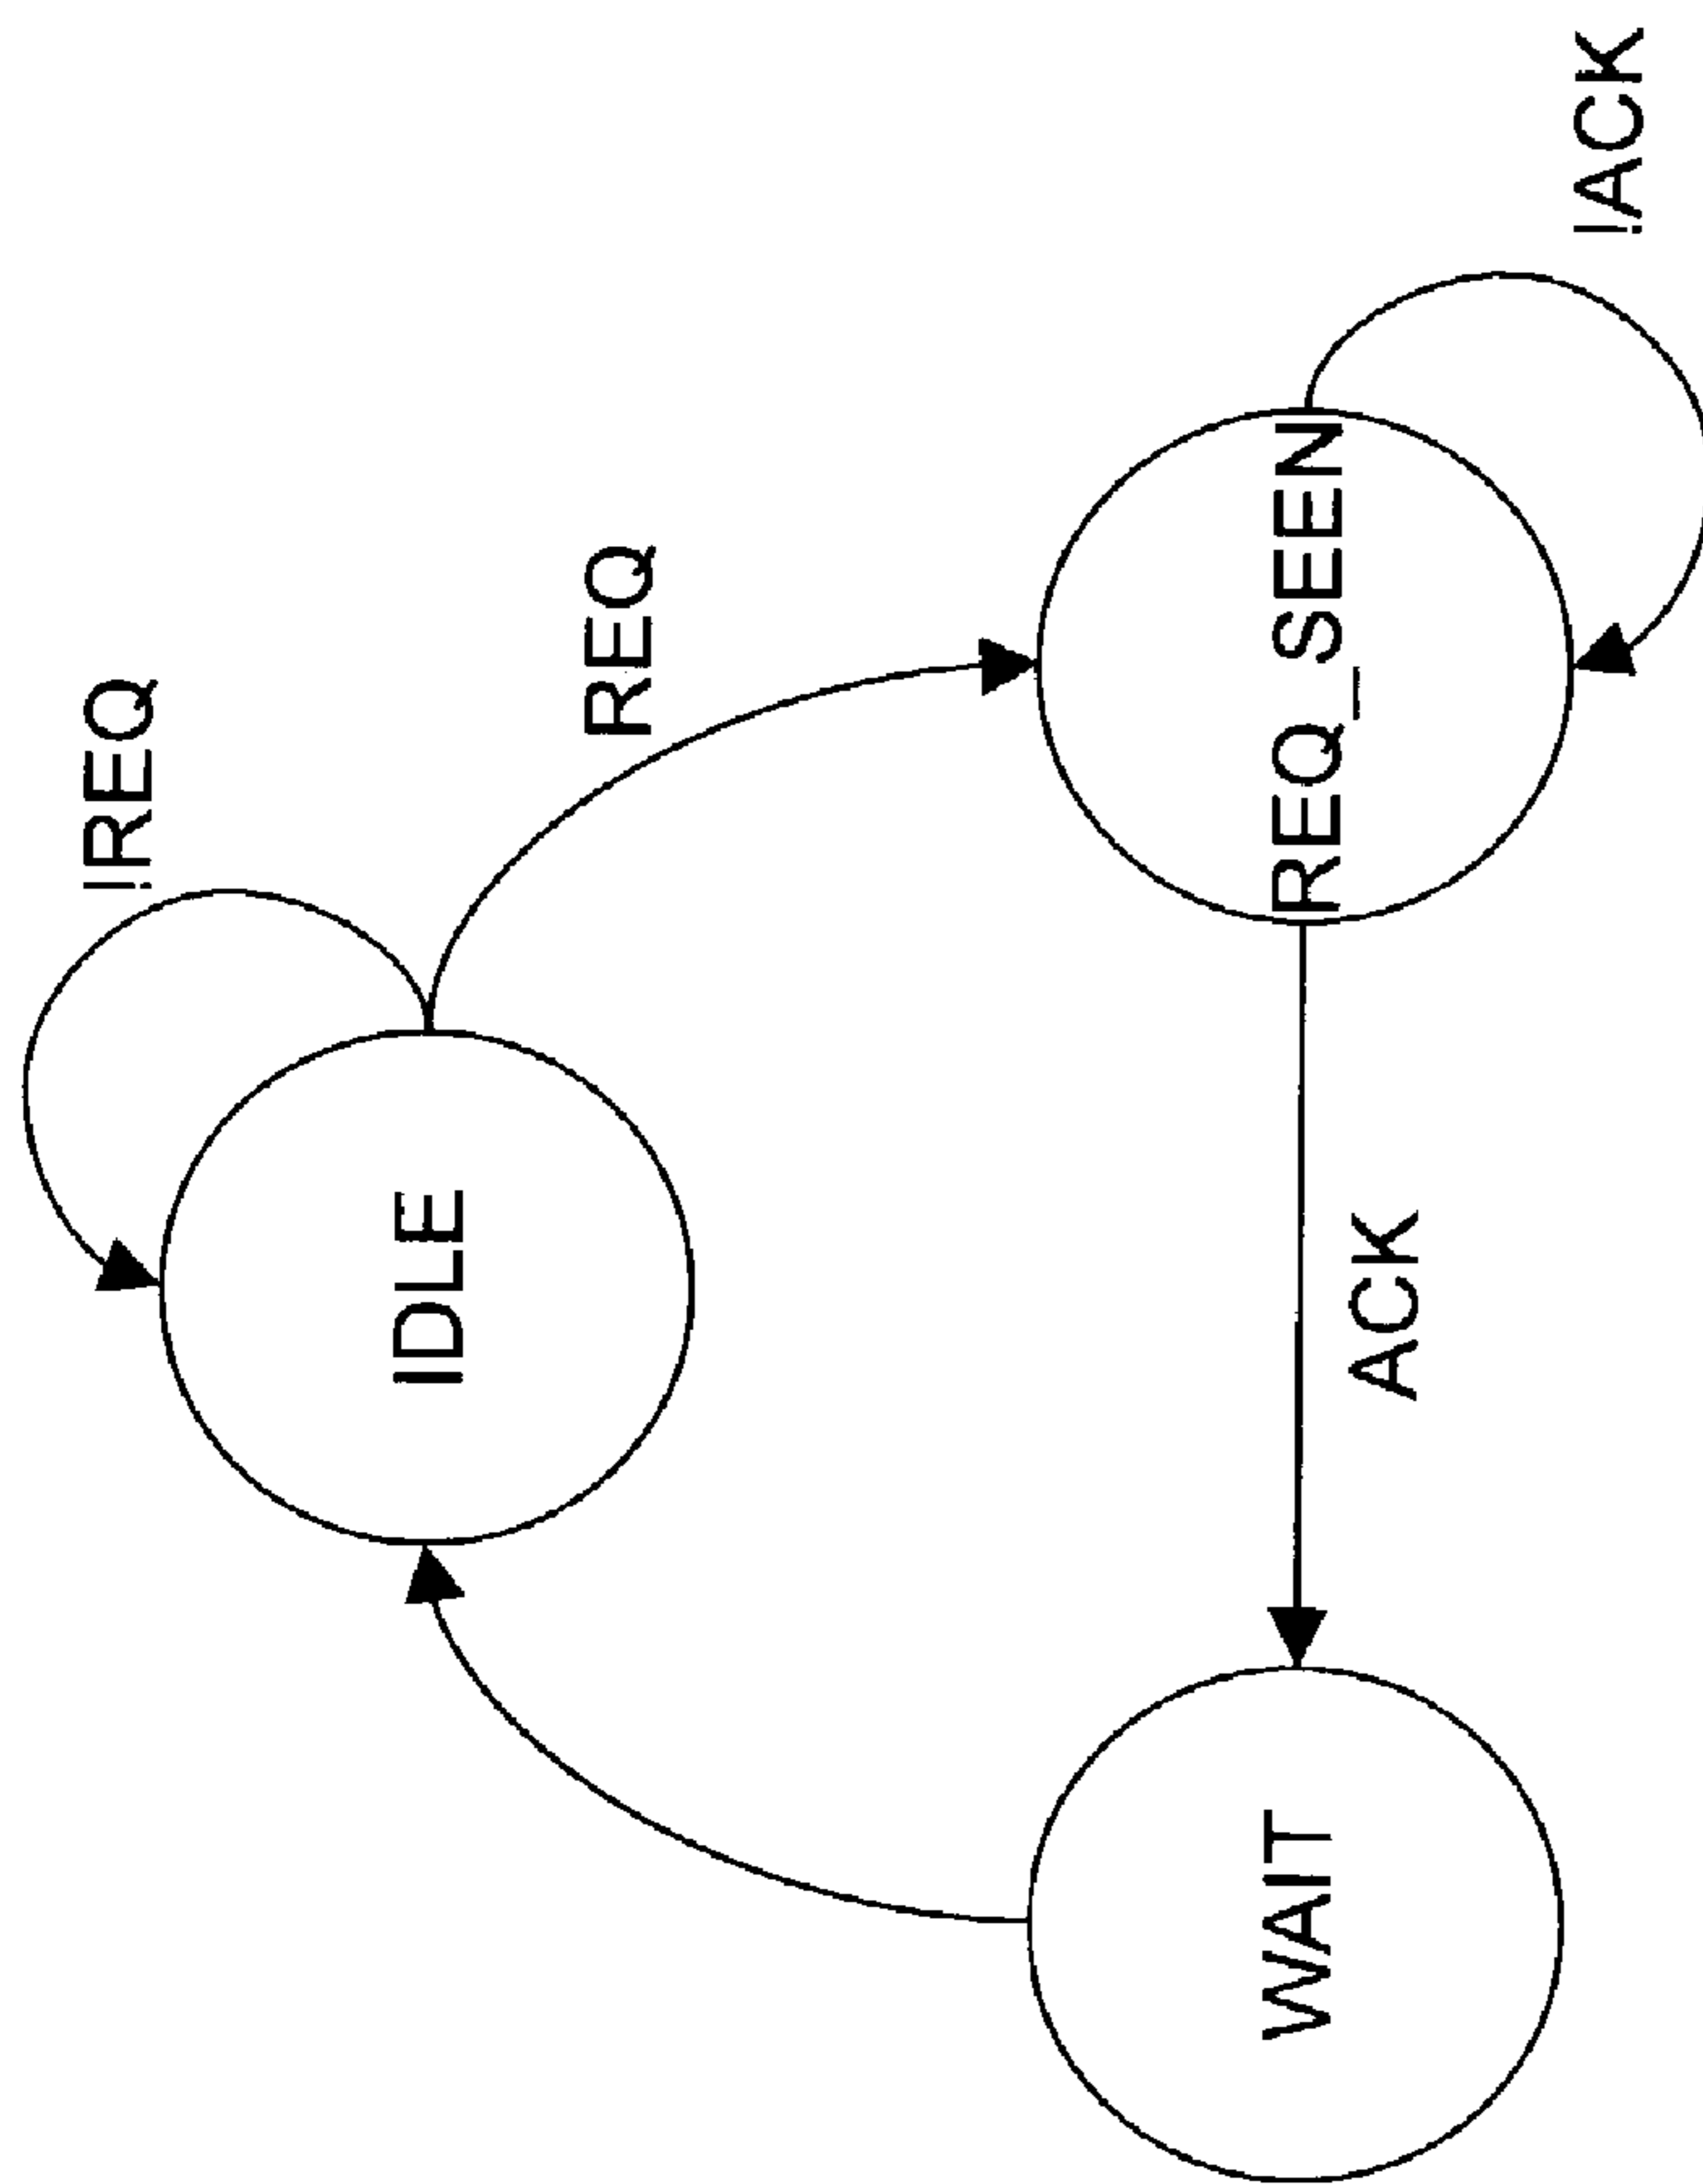 !REQ
IDLE
REQ
WAIT
REQ_SEEN
ACK
!ACK